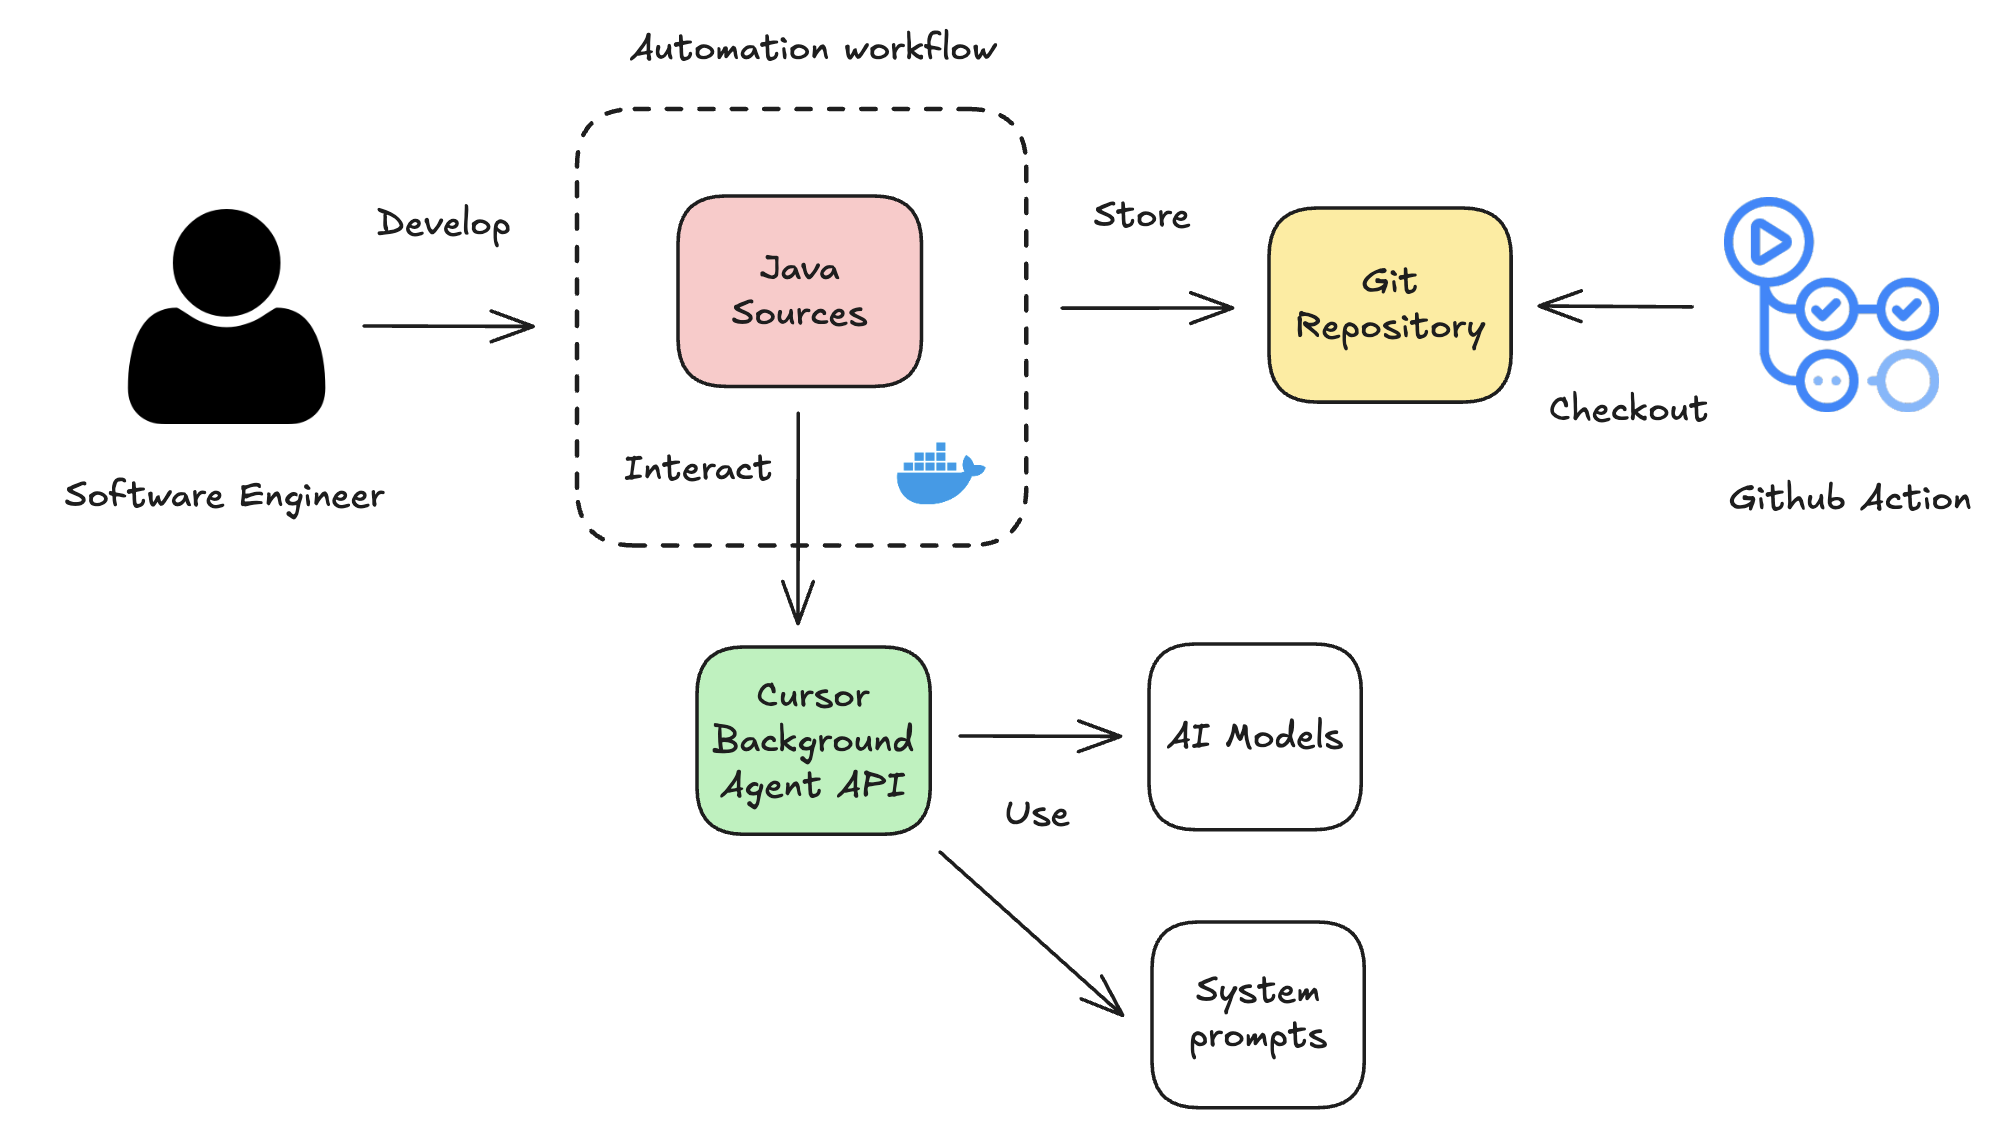 Automation workflow
Develop
Java
Sources
Store
Git
Repository
Checkout
Interact
Software Engineer
Github Action
Cursor
Background
Agent API
AI Models
Use
System
prompts